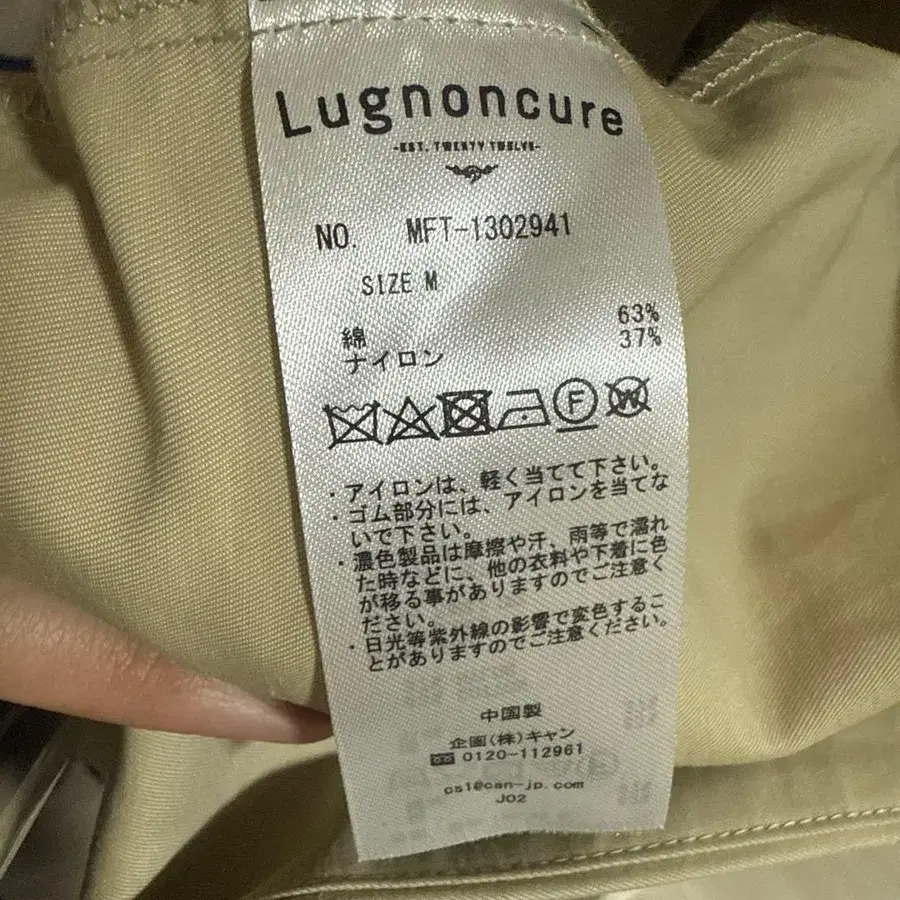 Lugnoncure
-EST. TWENTY TWELVE-
NO. MFT-1302941
SIZE M
綿 63%
ナイロン 37%
F W
・アイロンは、軽く当てて下さい。
・ゴム部分には、アイロンを当てな
いで下さい。
・濃色製品は摩擦や汗、雨等で濡れ
た時などに、他の衣料や下着に色
が移る事がありますのでご注意く
ださい。
・日光等紫外線の影響で変色するこ
とがありますのでご注意ください。
中国製
企画(株)キャン
0120-112961
cs1@can-jp.com
J02